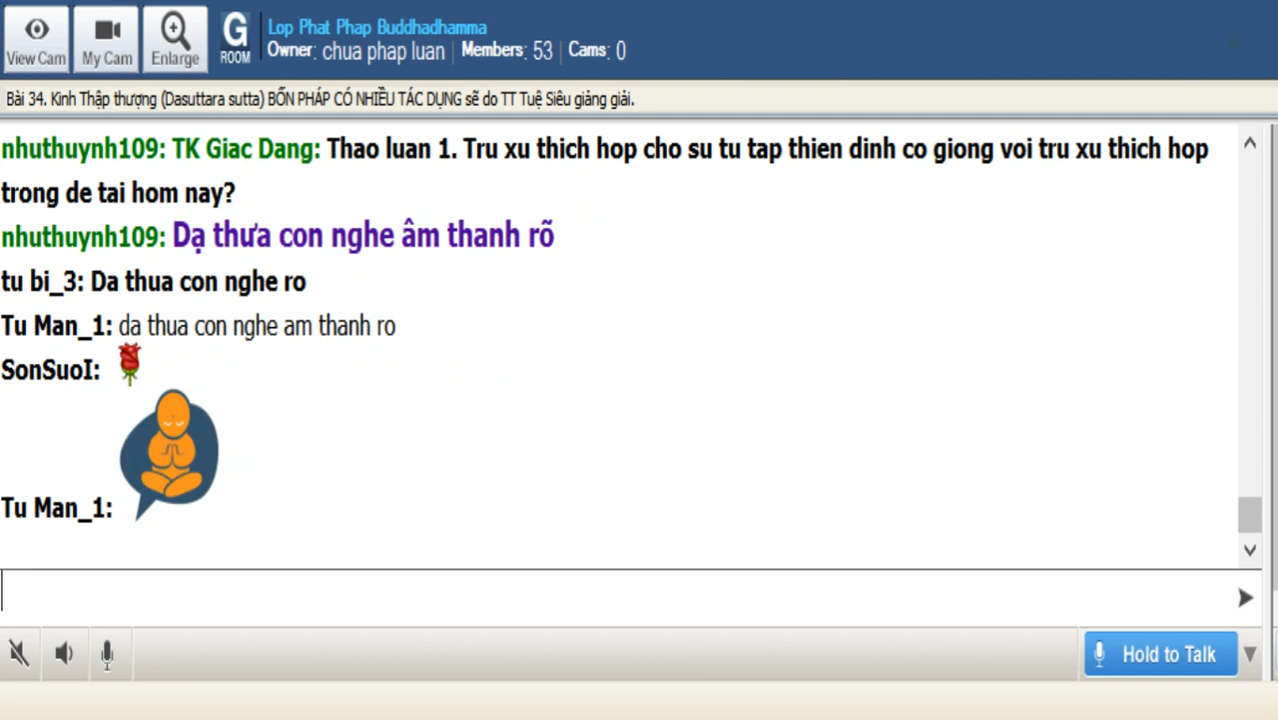 View Cam
My Cam
Enlarge
G
ROOM
Lop Phat Phap Buddhadhamma
Owner: chua phap luan | Members: 53 | Cams: 0
Bài 34. Kinh Thập thượng (Dasuttara sutta) BỐN PHÁP CÓ NHIỀU TÁC DỤNG sẽ do TT Tuệ Siêu giảng giải.
nhuthuynh109: TK Giac Dang: Thao luan 1. Tru xu thich hop cho su tu tap thien dinh co giong voi tru xu thich hop
trong de tai hom nay?
nhuthuynh109: Dạ thưa con nghe âm thanh rõ
tu bi_3: Da thua con nghe ro
Tu Man_1: da thua con nghe am thanh ro
SonSuoI:
Tu Man_1:
Hold to Talk